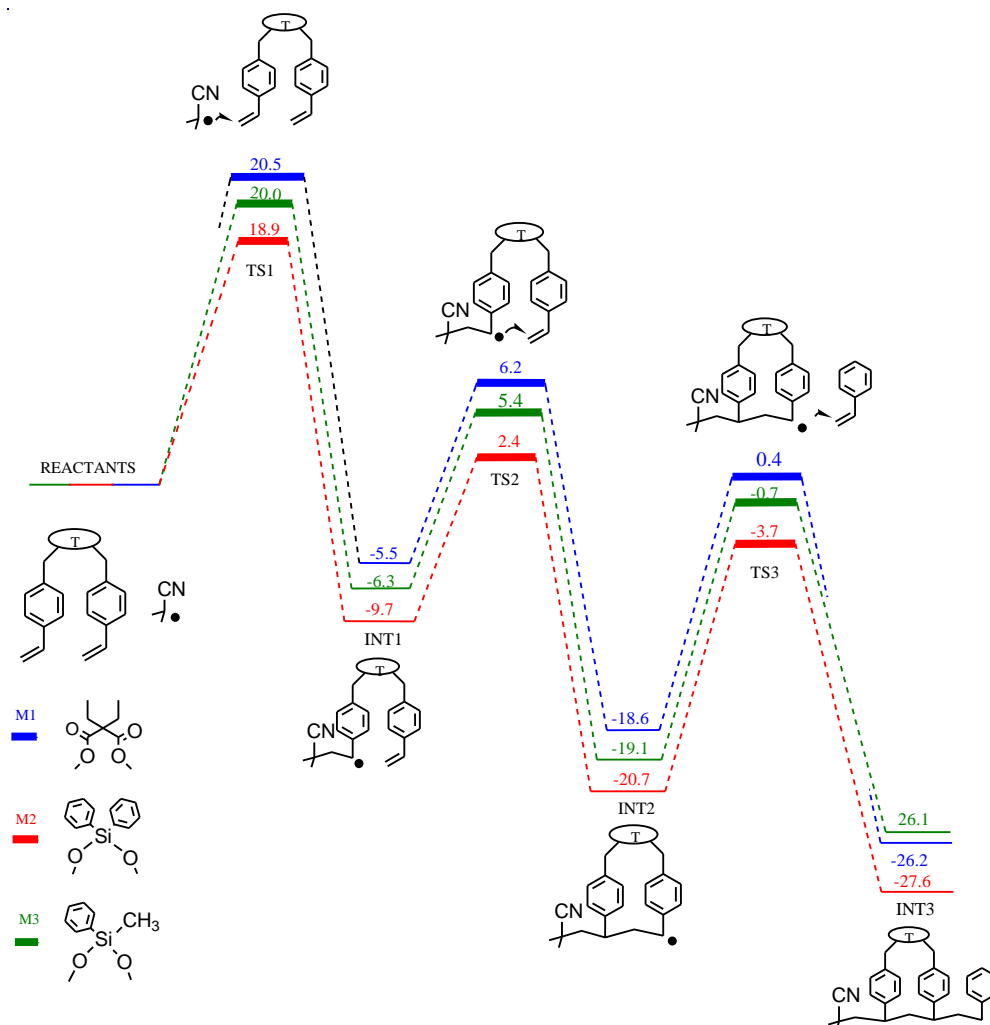 T
CN
20.5
20.0
18.9
TS1
T
CN
6.2
5.4
2.4
TS2
T
CN
0.4
-0.7
-3.7
TS3
REACTANTS
T
CN
-5.5
-6.3
-9.7
INT1
T
CN
-18.6
-19.1
-20.7
INT2
T
CN
26.1
-26.2
-27.6
INT3
T
CN
M1
O O
O O
M2
Si
O O
M3
CH3
Si
O O